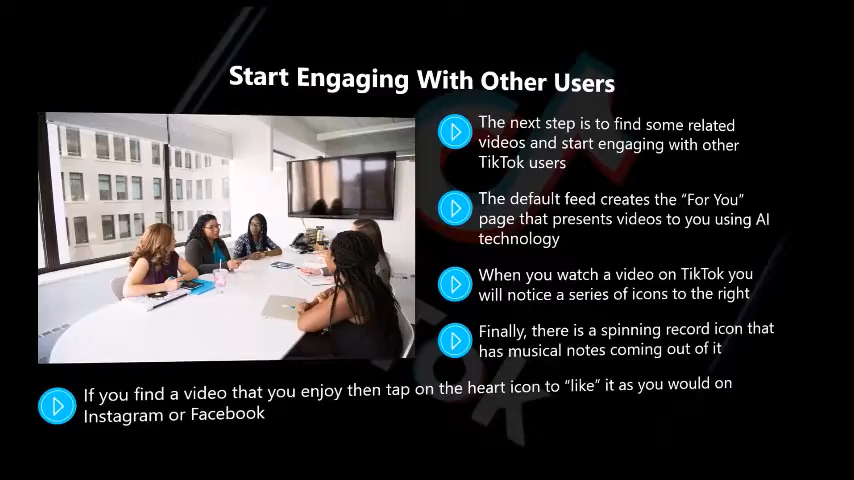 Start Engaging With Other Users
The next step is to find some related
videos and start engaging with other
TikTok users
The default feed creates the “For You”
page that presents videos to you using AI
technology
When you watch a video on TikTok you
will notice a series of icons to the right
Finally, there is a spinning record icon that
has musical notes coming out of it
If you find a video that you enjoy then tap on the heart icon to “like” it as you would on
Instagram or Facebook
Tok